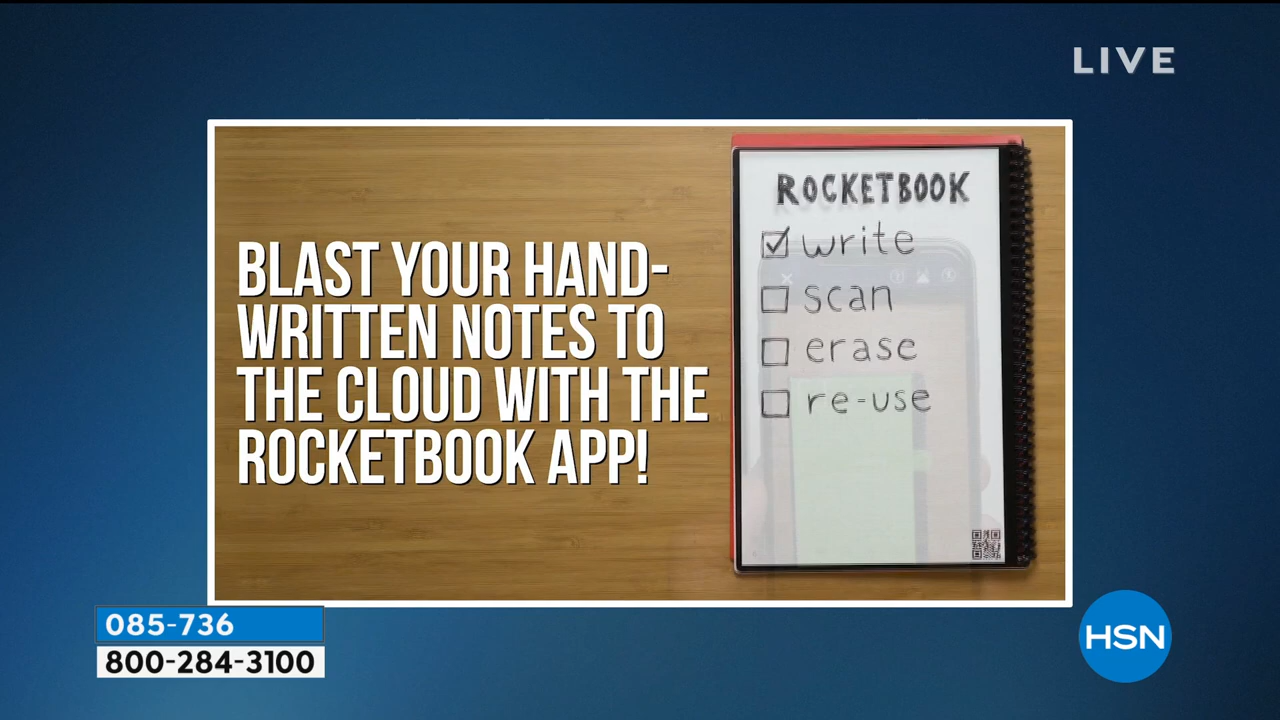 LIVE
BLAST YOUR HAND-
WRITTEN NOTES TO
THE CLOUD WITH THE
ROCKETBOOK APP!
ROCKETBOOK
write
scan
erase
re-use
085-736
800-284-3100
HSN